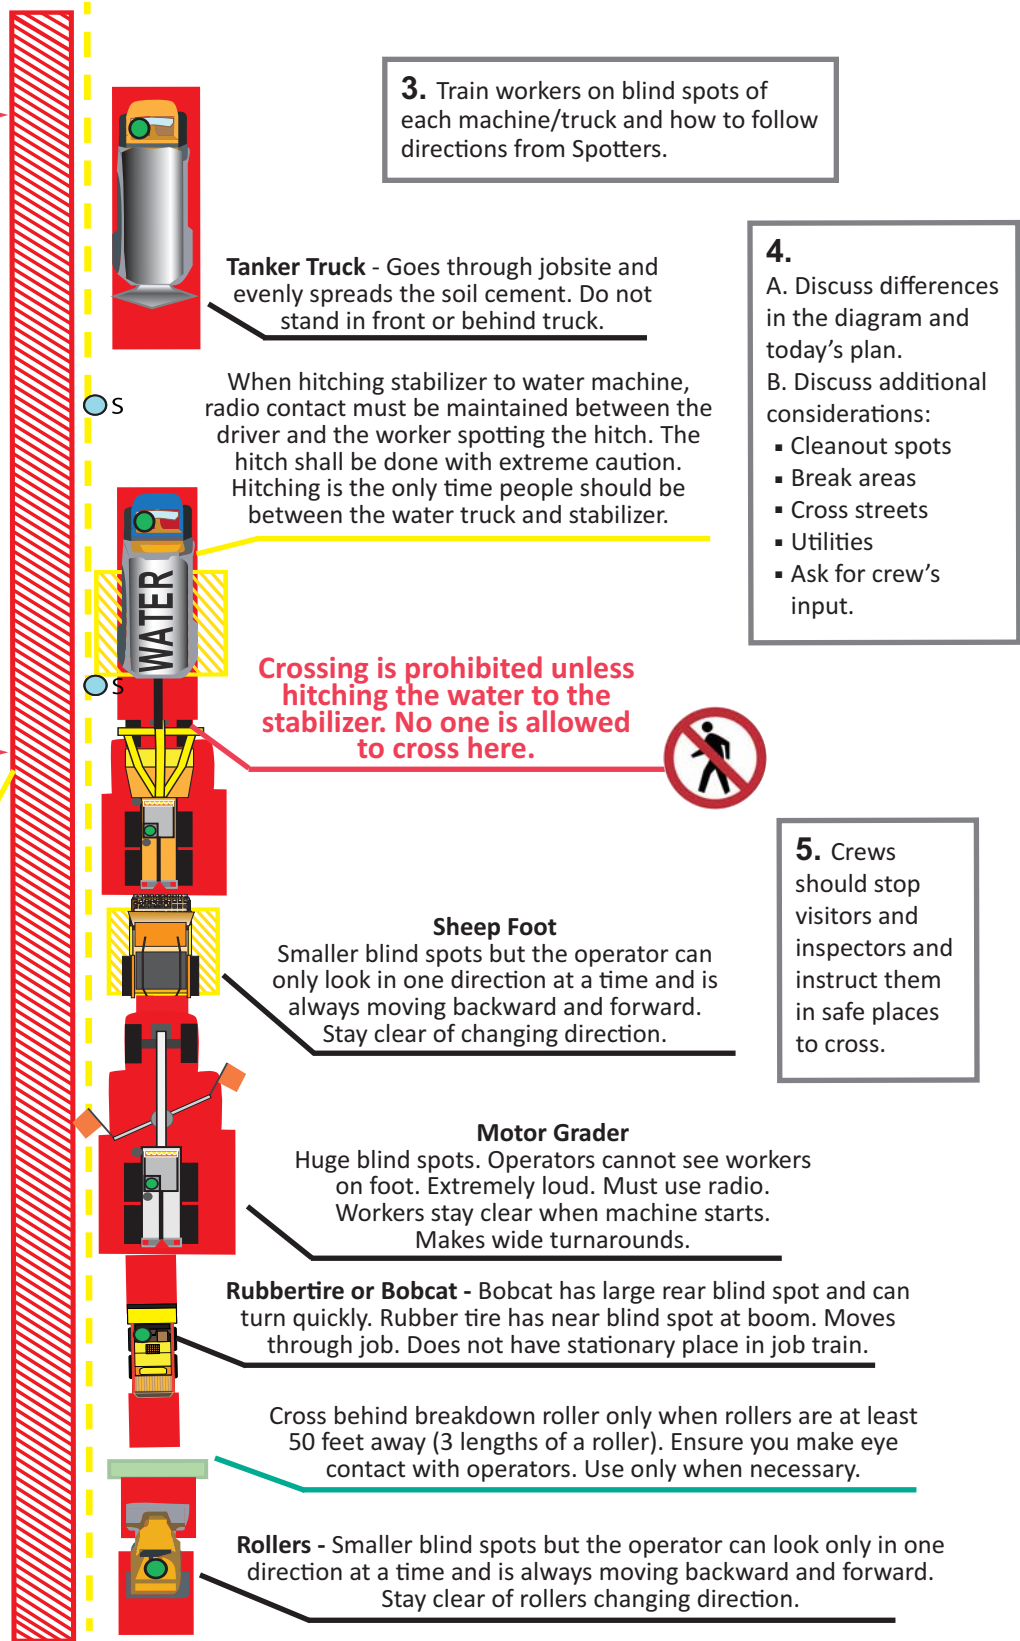 3. Train workers on blind spots of
each machine/truck and how to follow
directions from Spotters.
Tanker Truck - Goes through jobsite and
evenly spreads the soil cement. Do not
stand in front or behind truck.
4.
A. Discuss differences
in the diagram and
today's plan.
B. Discuss additional
considerations:
▪ Cleanout spots
▪ Break areas
▪ Cross streets
▪ Utilities
▪ Ask for crew's
input.
When hitching stabilizer to water machine,
radio contact must be maintained between the
driver and the worker spotting the hitch. The
hitch shall be done with extreme caution.
Hitching is the only time people should be
between the water truck and stabilizer.
S
WATER
S
Crossing is prohibited unless
hitching the water to the
stabilizer. No one is allowed
to cross here.
5. Crews
should stop
visitors and
inspectors and
instruct them
in safe places
to cross.
Sheep Foot
Smaller blind spots but the operator can
only look in one direction at a time and is
always moving backward and forward.
Stay clear of changing direction.
Motor Grader
Huge blind spots. Operators cannot see workers
on foot. Extremely loud. Must use radio.
Workers stay clear when machine starts.
Makes wide turnarounds.
Rubbertire or Bobcat - Bobcat has large rear blind spot and can
turn quickly. Rubber tire has near blind spot at boom. Moves
through job. Does not have stationary place in job train.
Cross behind breakdown roller only when rollers are at least
50 feet away (3 lengths of a roller). Ensure you make eye
contact with operators. Use only when necessary.
Rollers - Smaller blind spots but the operator can look only in one
direction at a time and is always moving backward and forward.
Stay clear of rollers changing direction.